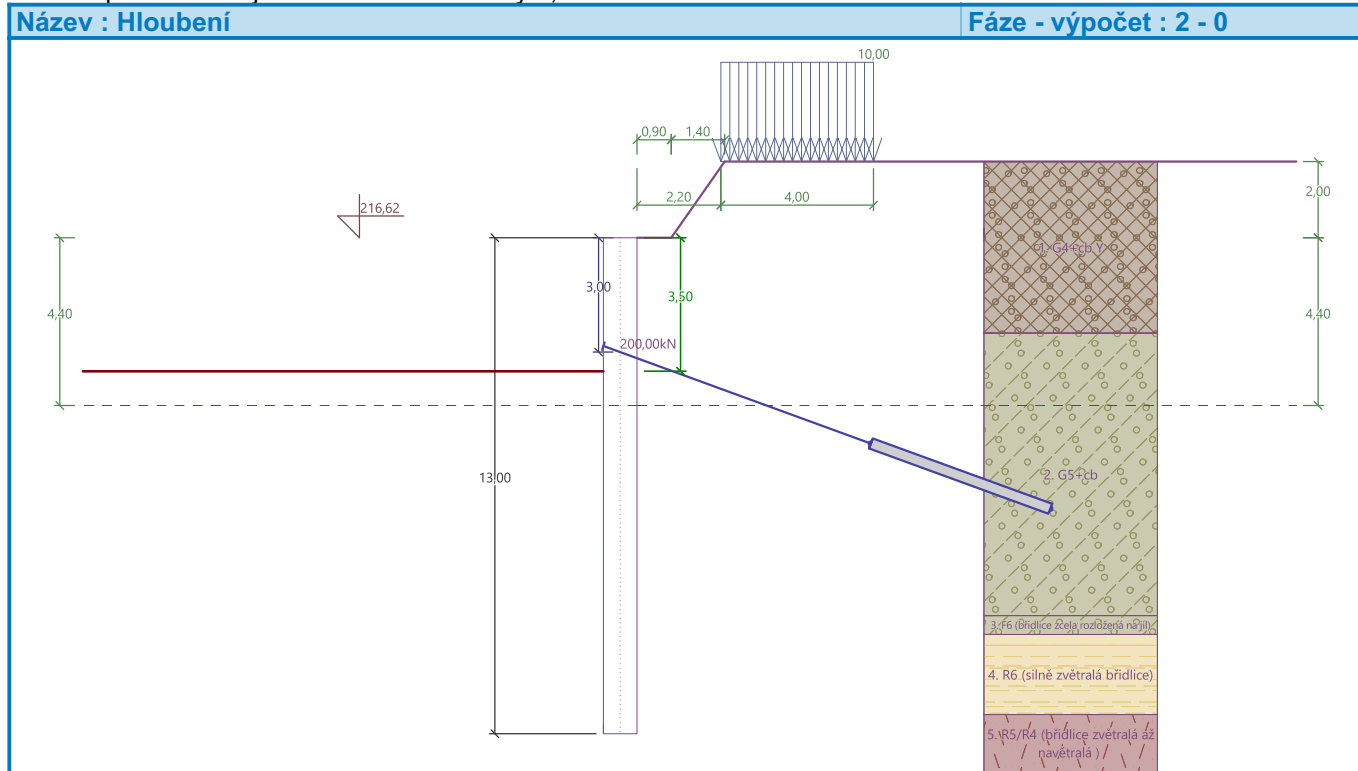 Název : Hloubení
Fáze - výpočet : 2 - 0
10,00
0,90
1,40
2,20
4,00
2,00
216,62
1. G4+cb Y
3,00
3,50
4,40
4,40
200,00kN
13,00
2. G5+cb
3. F6 (břidlice zcela rozložená na jíl)
4. R6 (silně zvětralá břidlice)
5. R5/R4 (břidlice zvětralá až
navětralá )